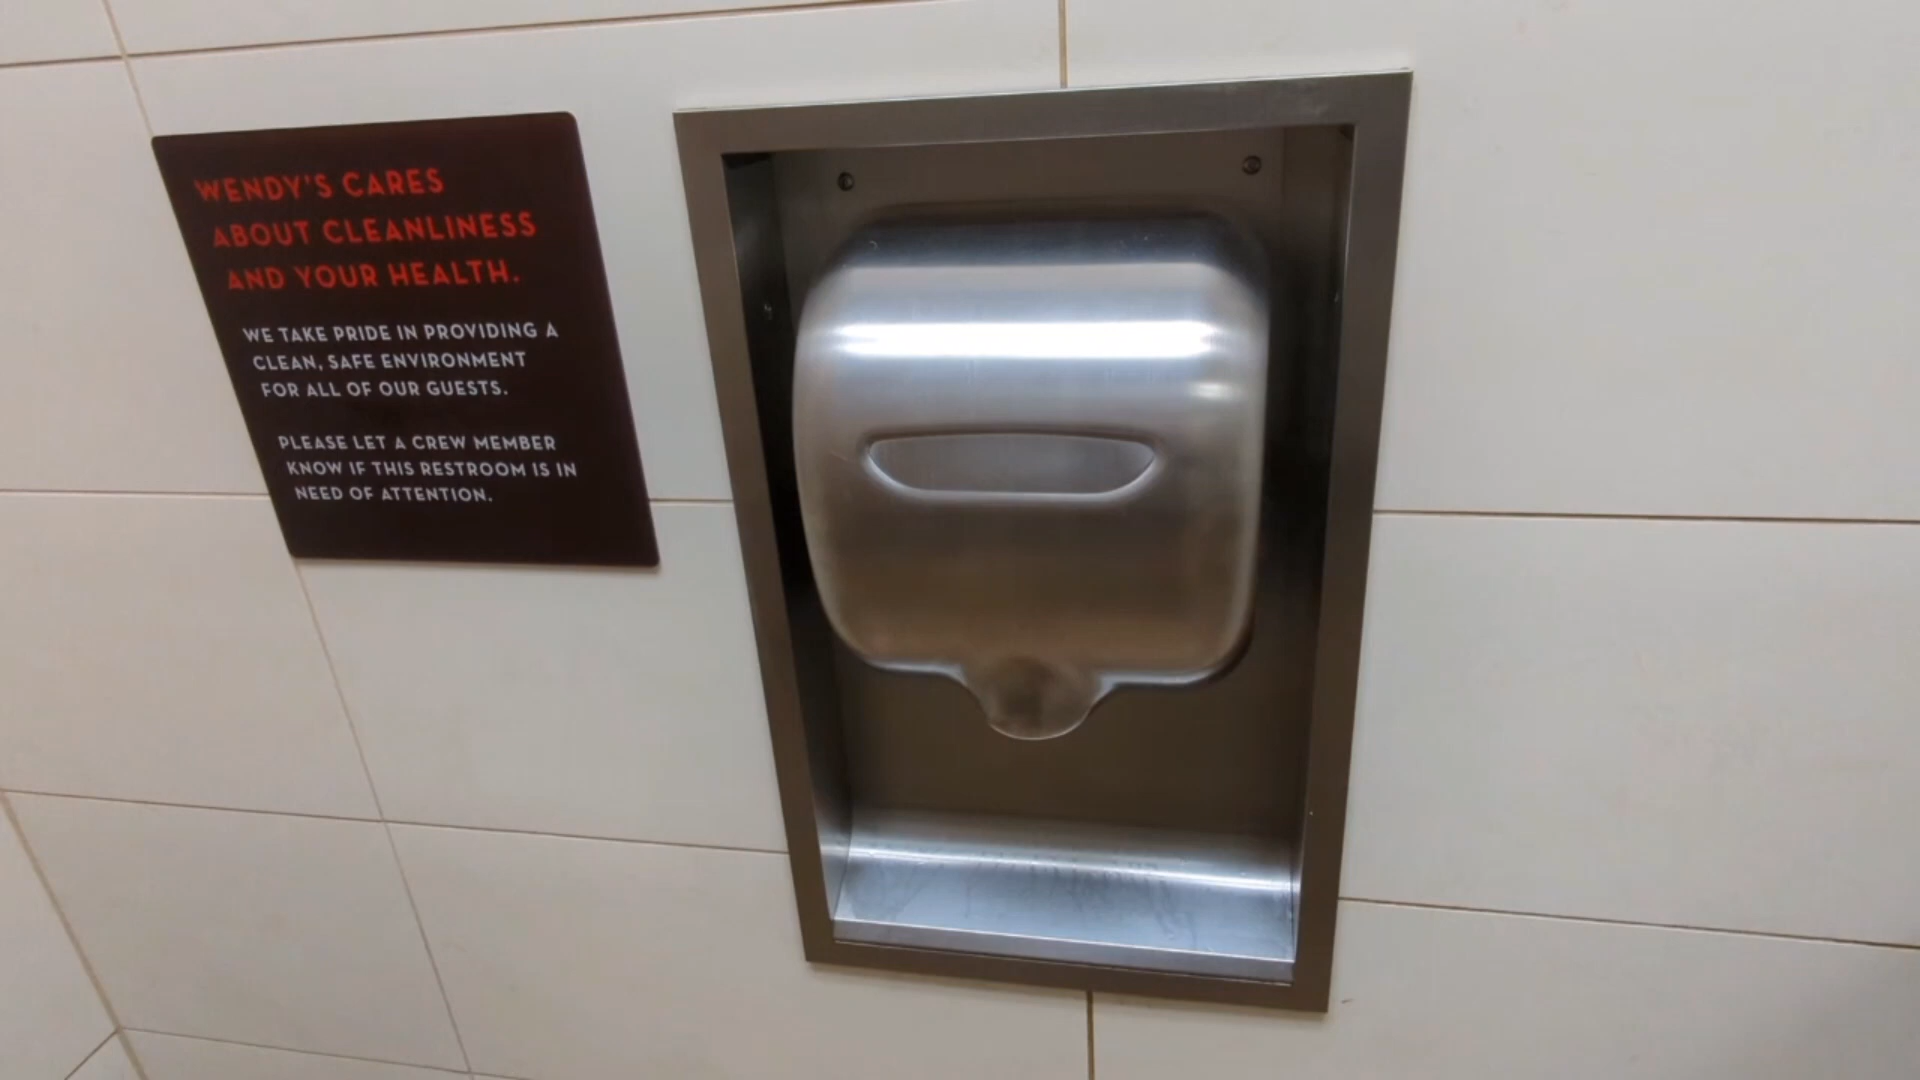 WENDY'S CARES
ABOUT CLEANLINESS
AND YOUR HEALTH.
WE TAKE PRIDE IN PROVIDING A
CLEAN, SAFE ENVIRONMENT
FOR ALL OF OUR GUESTS.
PLEASE LET A CREW MEMBER
KNOW IF THIS RESTROOM IS IN
NEED OF ATTENTION.